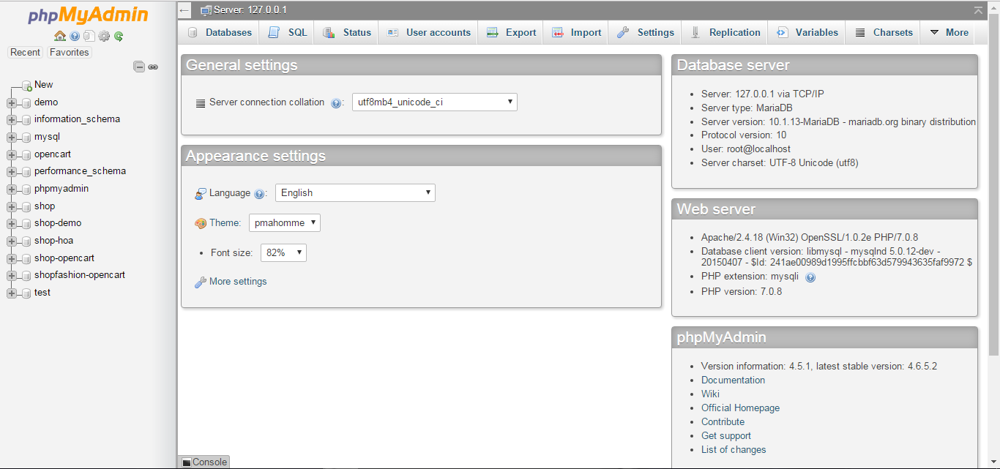 phpMyAdmin
Recent Favorites
New
demo
information_schema
mysql
opencart
performance_schema
phpmyadmin
shop
shop-demo
shop-hoa
shop-opencart
shopfashion-opencart
test
Server: 127.0.0.1
Databases SQL Status User accounts Export Import Settings Replication Variables Charsets More
General settings
Server connection collation : utf8mb4_unicode_ci
Appearance settings
Language : English
Theme: pmahomme
Font size: 82%
More settings
Database server
Server: 127.0.0.1 via TCP/IP
Server type: MariaDB
Server version: 10.1.13-MariaDB - mariadb.org binary distribution
Protocol version: 10
User: root@localhost
Server charset: UTF-8 Unicode (utf8)
Web server
Apache/2.4.18 (Win32) OpenSSL/1.0.2e PHP/7.0.8
Database client version: libmysql - mysqlnd 5.0.12-dev -
20150407 - $Id: 241ae00989d1995ffcbbf63d579943635faf9972 $
PHP extension: mysqli
PHP version: 7.0.8
phpMyAdmin
Version information: 4.5.1, latest stable version: 4.6.5.2
Documentation
Wiki
Official Homepage
Contribute
Get support
List of changes
Console